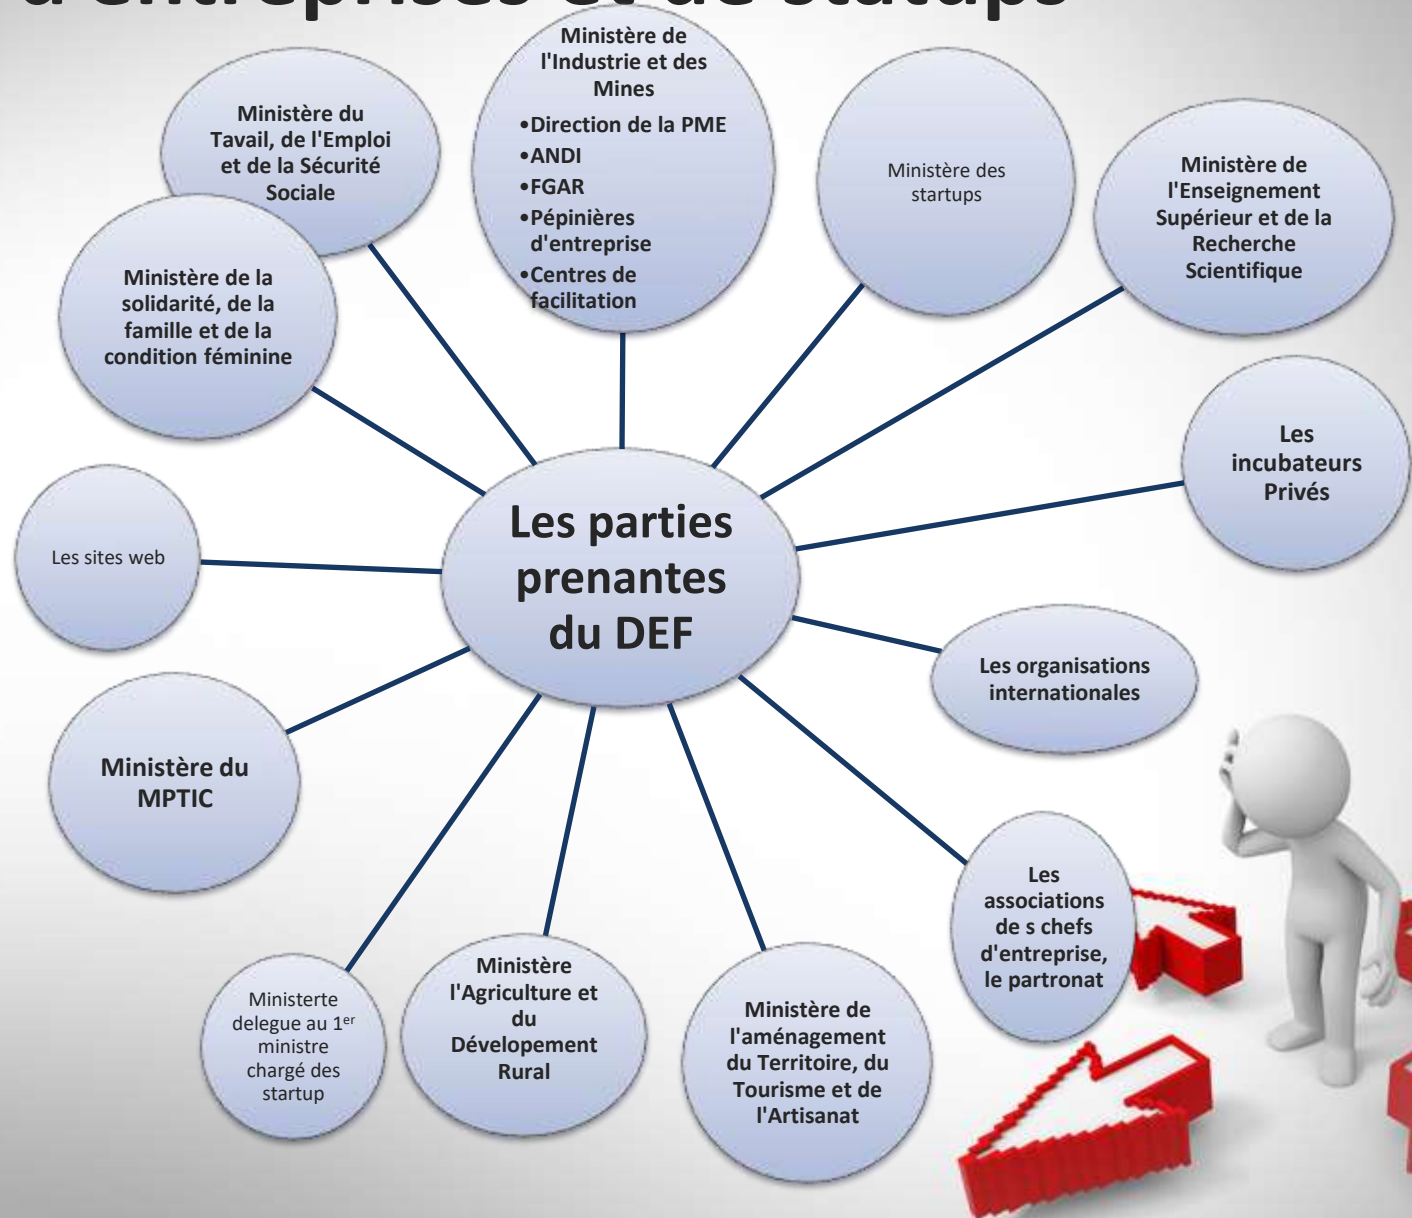 d'entreprises et de statups
Ministère de
l'Industrie et des
Mines
•Direction de la PME
•ANDI
•FGAR
•Pépinières
d'entreprise
•Centres de
facilitation
Ministère du
Tavail, de l'Emploi
et de la Sécurité
Sociale
Ministère des
startups
Ministère de
l'Enseignement
Supérieur et de la
Recherche
Scientifique
Ministère de la
solidarité, de la
famille et de la
condition féminine
Les
incubateurs
Privés
Les parties
prenantes
du DEF
Les sites web
Les organisations
internationales
Ministère du
MPTIC
Les
associations
de s chefs
d'entreprise,
le partronat
Ministerte
delegue au 1er
ministre
chargé des
startup
Ministère
l'Agriculture et
du
Dévelopement
Rural
Ministère de
l'aménagement
du Territoire, du
Tourisme et de
l'Artisanat